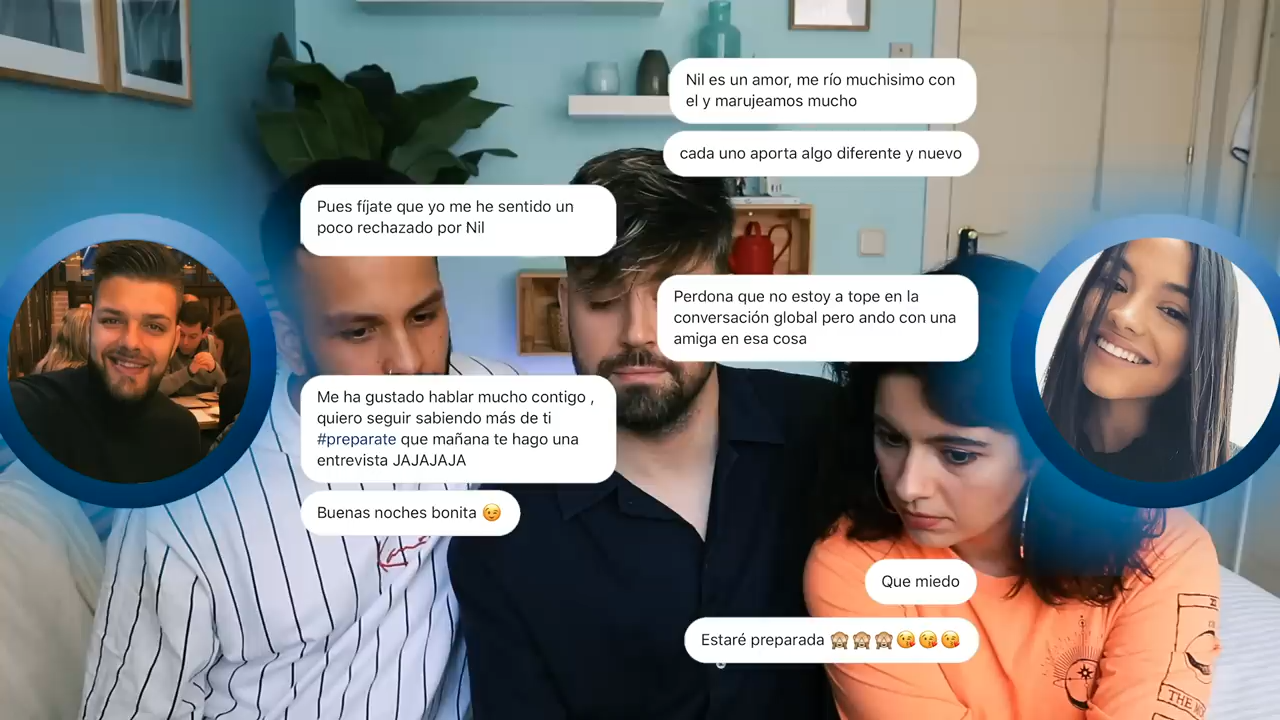 Nil es un amor, me río muchisimo con
el y marujeamos mucho
cada uno aporta algo diferente y nuevo
Pues fíjate que yo me he sentido un
poco rechazado por Nil
Perdona que no estoy a tope en la
conversación global pero ando con una
amiga en esa cosa
Me ha gustado hablar mucho contigo ,
quiero seguir sabiendo más de ti
#preparate que mañana te hago una
entrevista JAJAJAJA
Buenas noches bonita 😉
Que miedo
Estaré preparada 🙈🙈🙈😘😘😘
THE